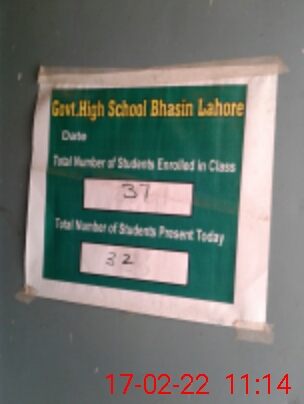 Govt.High School Bhasin Lahore
Date
Total Number of Students Enrolled in Class
37
Total Number of Students Present Today
32
17-02-22 11:14